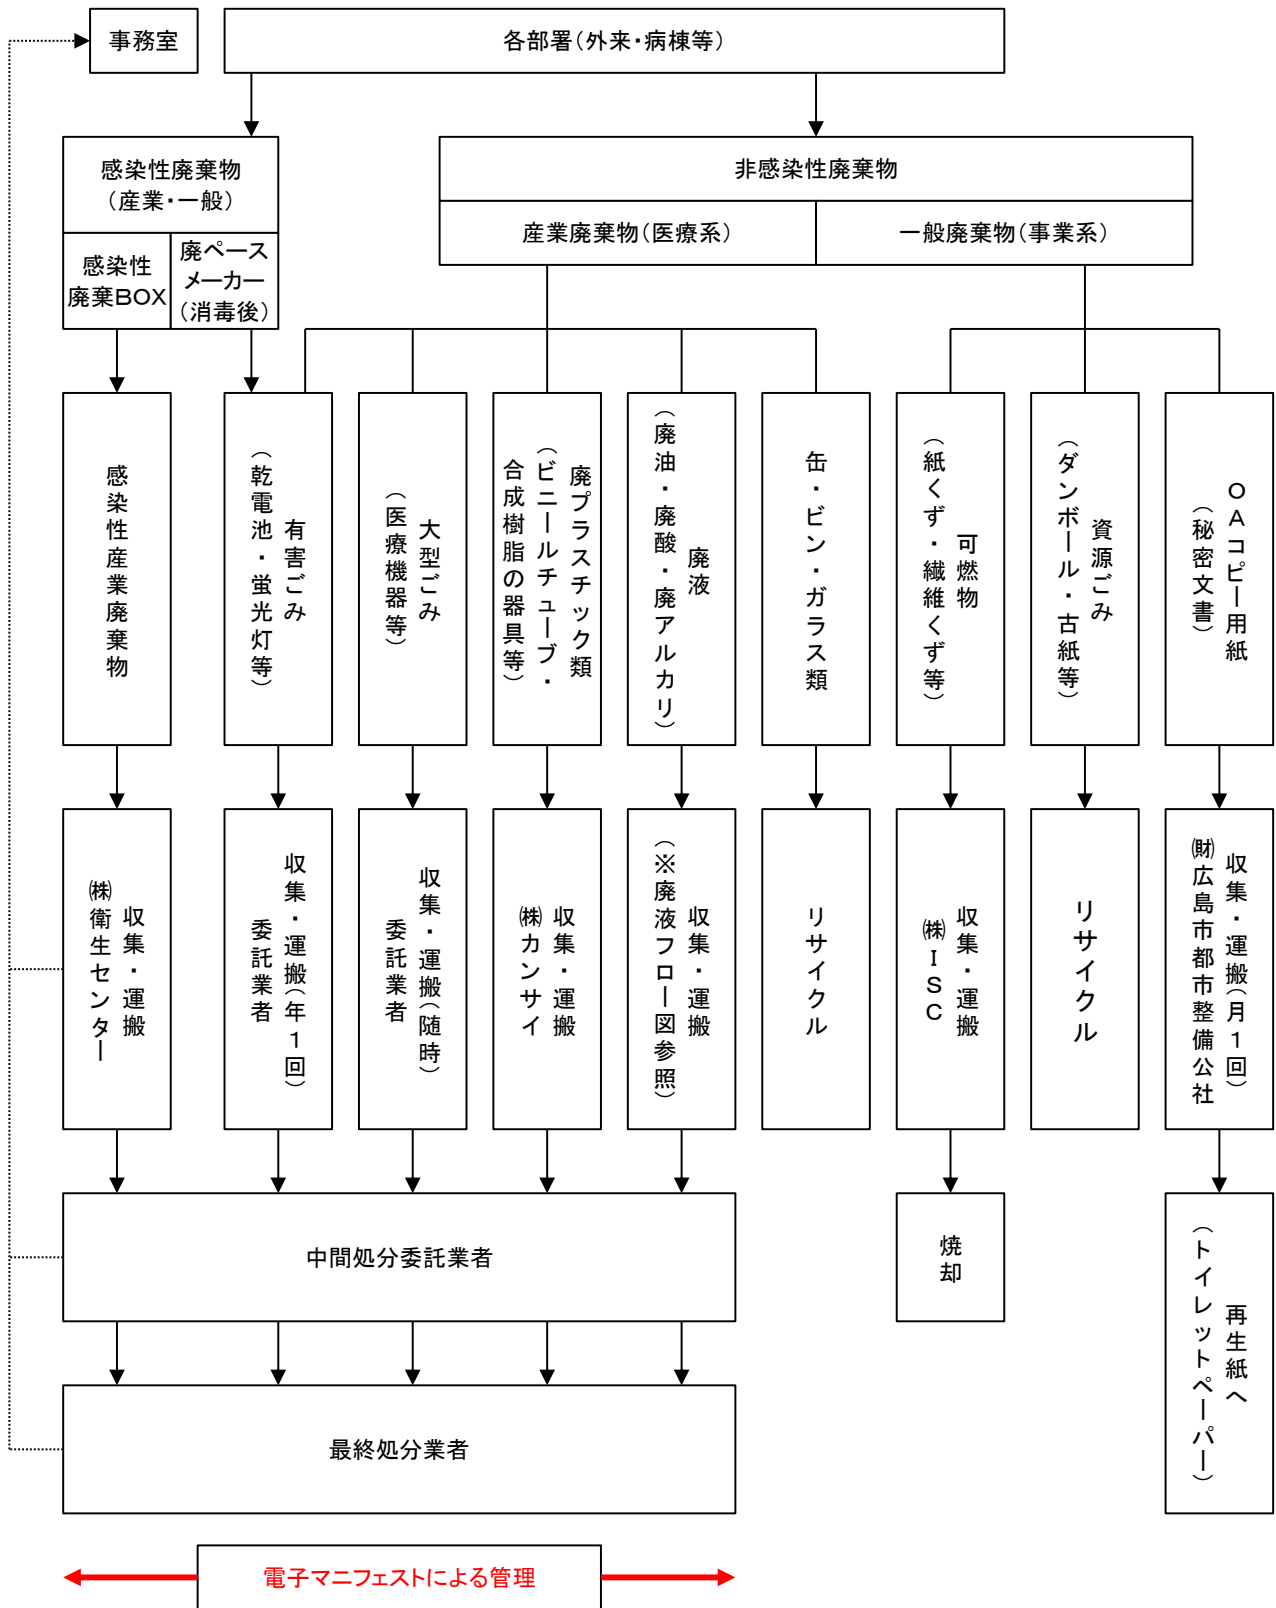 事務室
各部署（外来・病棟等）
感染性廃棄物
（産業・一般）
感染性
廃棄BOX
廃ペース
メーカー
（消毒後）
非感染性廃棄物
産業廃棄物（医療系）
一般廃棄物（事業系）
感染性産業廃棄物
有害ごみ
（乾電池・蛍光灯等）
大型ごみ
（医療機器等）
廃プラスチック類
（ビニールチューブ・
合成樹脂の器具等）
廃液
（廃油・廃酸・廃アルカリ）
缶・ビン・ガラス類
可燃物
（紙くず・繊維くず等）
資源ごみ
（ダンボール・古紙等）
OAコピー用紙
（秘密文書）
収集・運搬
㈱衛生センター
収集・運搬（年１回）
委託業者
収集・運搬（随時）
委託業者
収集・運搬
㈱カンサイ
収集・運搬
（※廃液フロー図参照）
リサイクル
収集・運搬
㈱ISC
リサイクル
収集・運搬（月１回）
㈶広島市都市整備公社
中間処分委託業者
焼却
再生紙へ
（トイレットペーパー）
最終処分業者
電子マニフェストによる管理